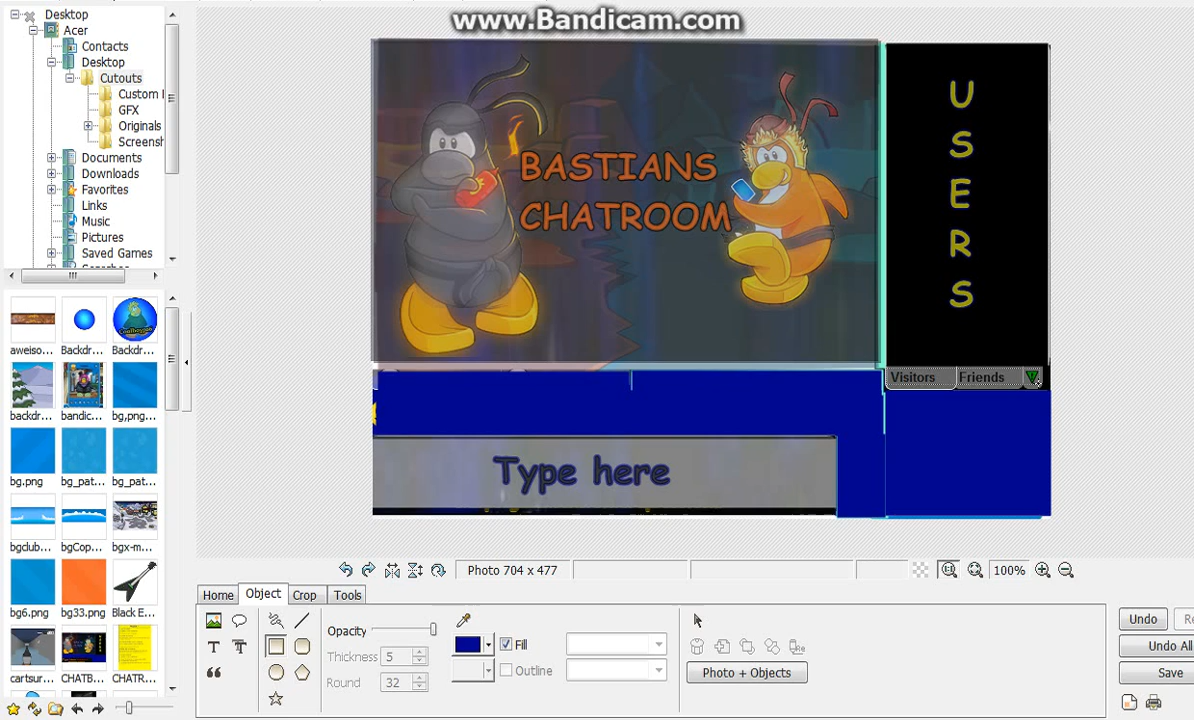 www.Bandicam.com
Desktop
Acer
Contacts
Desktop
Cutouts
Custom
GFX
Originals
Screensh
Documents
Downloads
Favorites
Links
Music
Pictures
Saved Games
BASTIANS
CHATROOM
U
S
E
R
S
Visitors
Friends
Type here
aweiso...
Backdr...
Backdr...
backdr...
bandic...
bg,png...
bg.png
bg_pat...
bg_pat...
bgclub...
bgCop...
bgx-m...
bg6.png
bg33.png
Black E...
cartsur...
CHATB...
CHATR...
Photo 704 x 477
100%
Home
Object
Crop
Tools
Opacity
Thickness
5
Round
32
Fill
Outline
Photo + Objects
Undo
Re
Undo All
Save